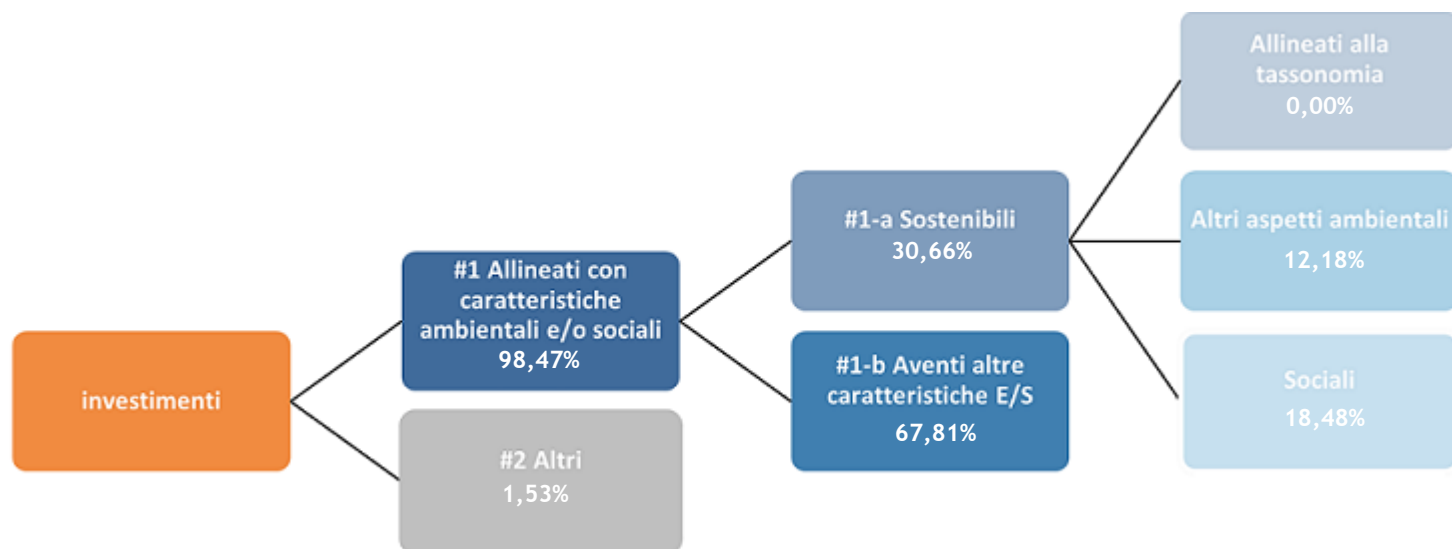 investimenti
#1 Allineati con
caratteristiche
ambientali e/o sociali
98,47%
#2 Altri
1,53%
#1-a Sostenibili
30,66%
#1-b Aventi altre
caratteristiche E/S
67,81%
Allineati alla
tassonomia
0,00%
Altri aspetti ambientali
12,18%
Sociali
18,48%